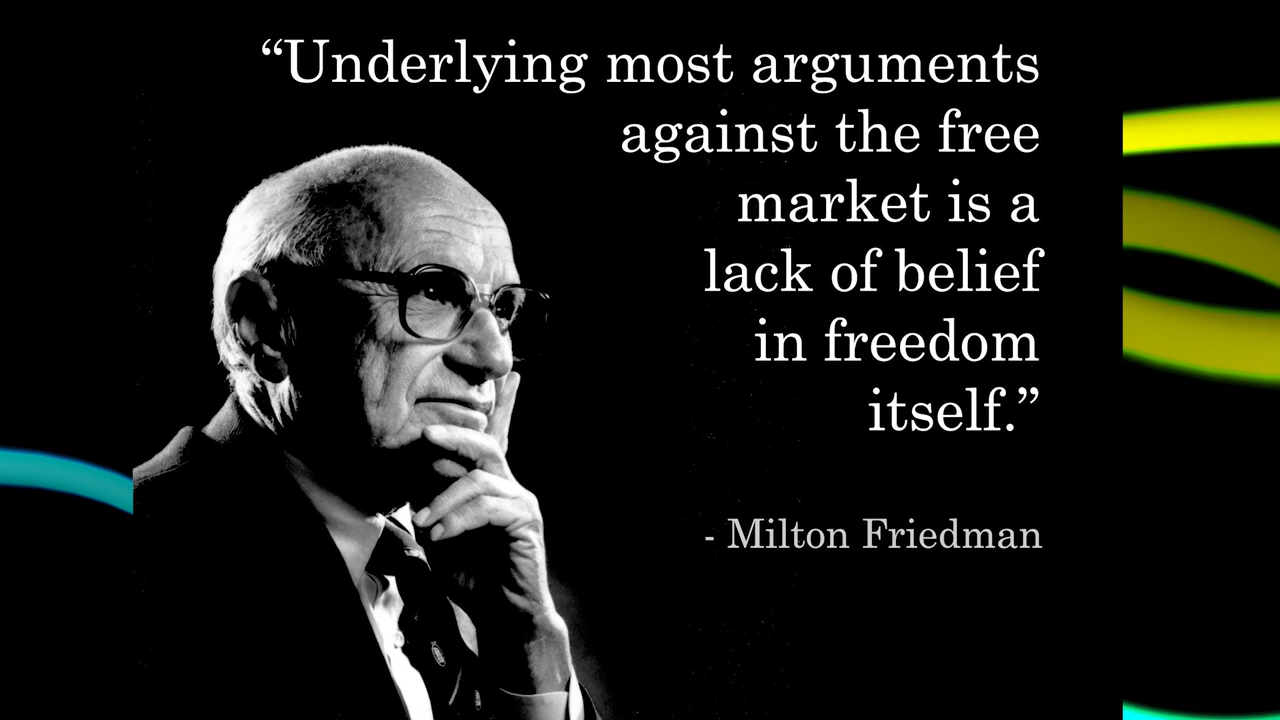 “Underlying most arguments
against the free
market is a
lack of belief
in freedom
itself.”
- Milton Friedman